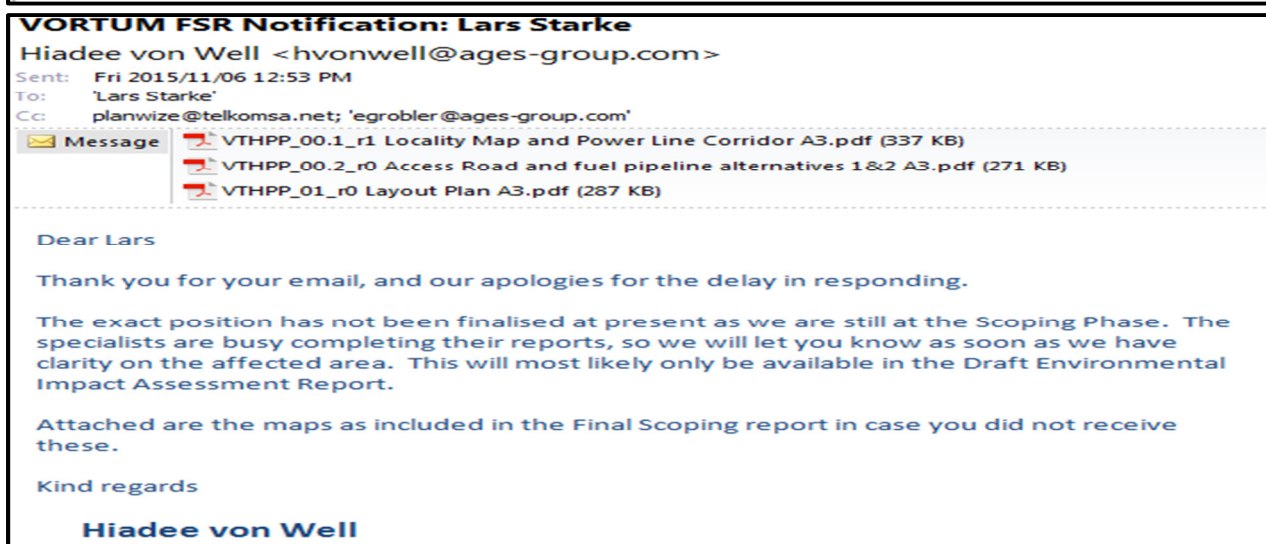 VORTUM FSR Notification: Lars Starke
Hiadee von Well <hvonwell@ages-group.com>
Sent: Fri 2015/11/06 12:53 PM
To: 'Lars Starke'
Cc: planwize@telkomsa.net; 'egrobler@ages-group.com'
Message VTHPP_00.1_r1 Locality Map and Power Line Corridor A3.pdf (337 KB)
VTHPP_00.2_r0 Access Road and fuel pipeline alternatives 1&2 A3.pdf (271 KB)
VTHPP_01_r0 Layout Plan A3.pdf (287 KB)
Dear Lars
Thank you for your email, and our apologies for the delay in responding.
The exact position has not been finalised at present as we are still at the Scoping Phase. The
specialists are busy completing their reports, so we will let you know as soon as we have
clarity on the affected area. This will most likely only be available in the Draft Environmental
Impact Assessment Report.
Attached are the maps as included in the Final Scoping report in case you did not receive
these.
Kind regards
Hiadee von Well